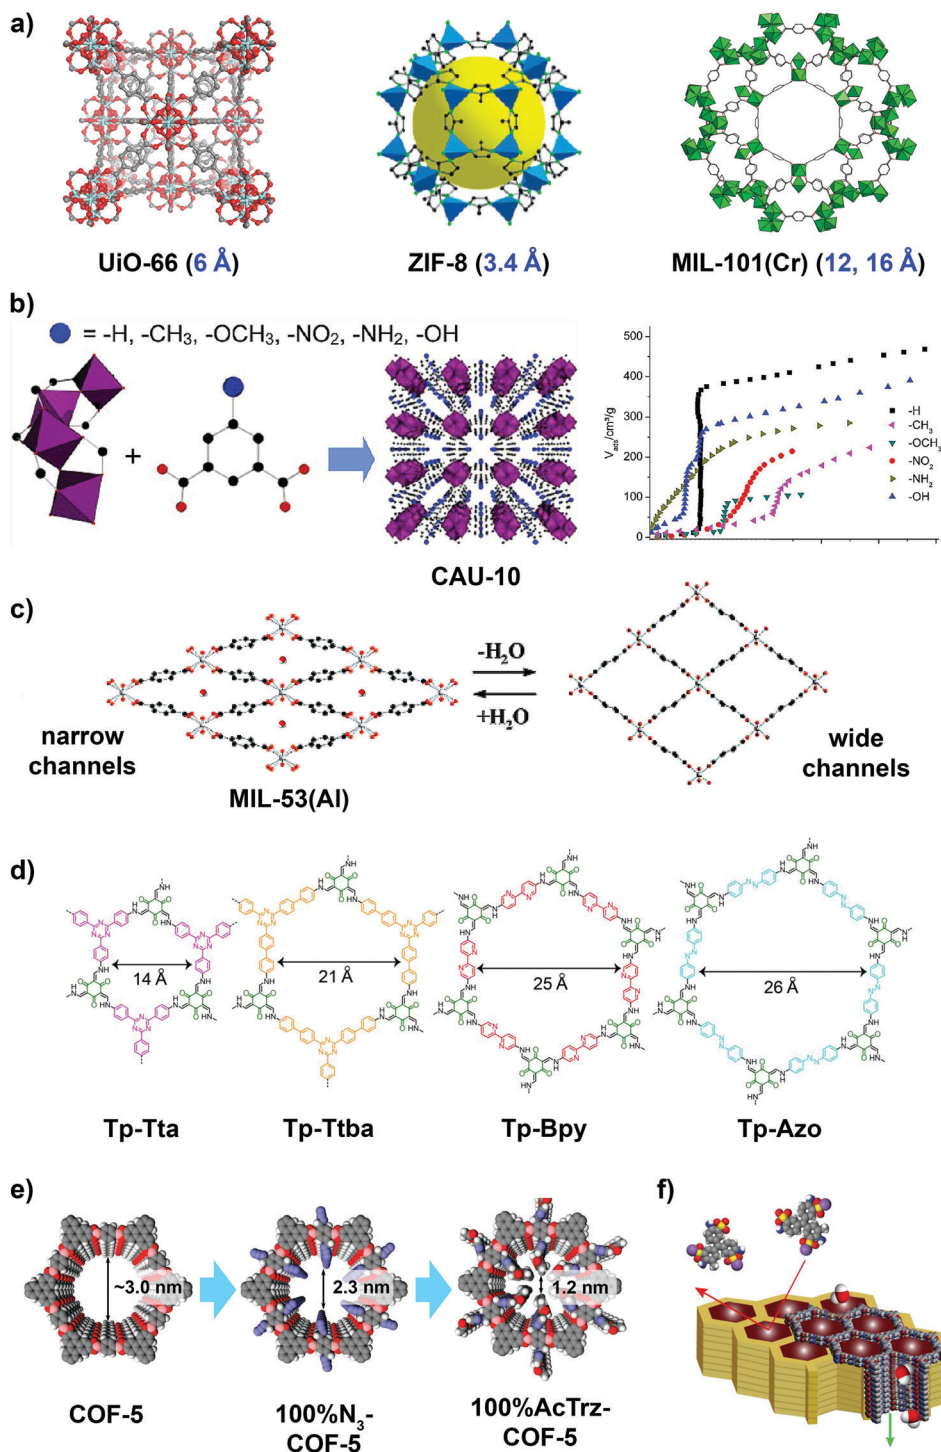 a)
UiO-66 (6 Å)
ZIF-8 (3.4 Å)
MIL-101(Cr) (12, 16 Å)
b)
= -H, -CH₃, -OCH₃, -NO₂, -NH₂, -OH
+
CAU-10
V_ads/cm³/g
500
400
300
200
100
0
-H
-CH₃
-OCH₃
-NO₂
-NH₂
-OH
c)
-H₂O
+H₂O
narrow
channels
wide
channels
MIL-53(Al)
d)
14 Å
21 Å
25 Å
26 Å
Tp-Tta
Tp-Ttba
Tp-Bpy
Tp-Azo
e)
~3.0 nm
2.3 nm
1.2 nm
COF-5
100%N₃-
COF-5
100%AcTrz-
COF-5
f)